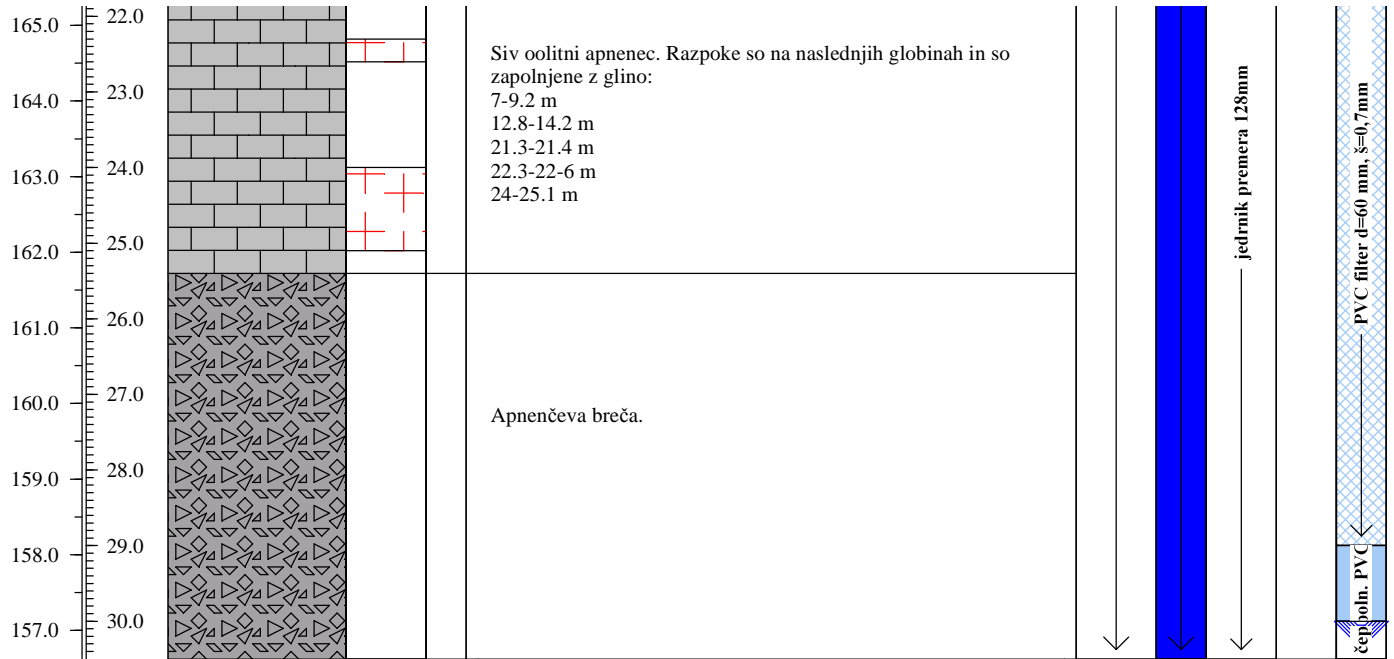 165.0
164.0
163.0
162.0
161.0
160.0
159.0
158.0
157.0
22.0
23.0
24.0
25.0
26.0
27.0
28.0
29.0
30.0
Siv oolitni apnenec. Razpoke so na naslednjih globinah in so
zapolnjene z glino:
7-9.2 m
12.8-14.2 m
21.3-21.4 m
22.3-22-6 m
24-25.1 m
Apnenčeva breča.
jedrnik premera 128mm
PVC filter d=60 mm, š=0,7mm
poln. PVC
čep